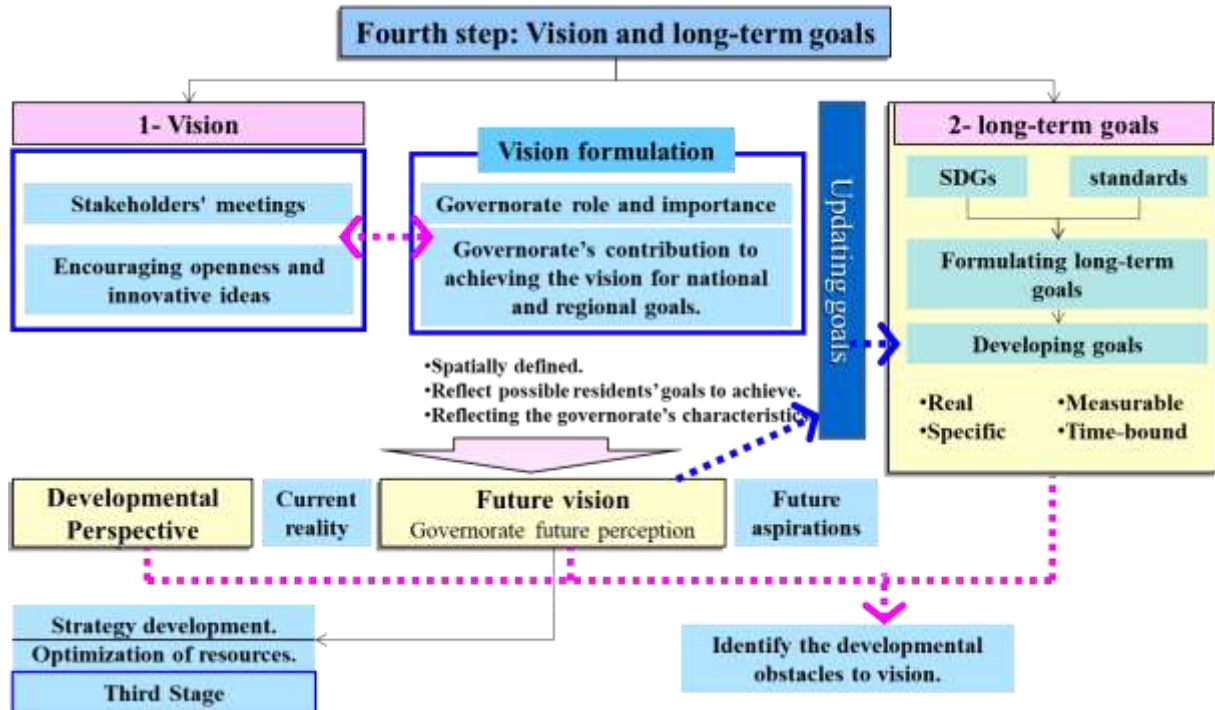 Fourth step: Vision and long-term goals
1- Vision
Stakeholders' meetings
Encouraging openness and
innovative ideas
Vision formulation
Governorate role and importance
Governorate's contribution to
achieving the vision for national
and regional goals.
•Spatially defined.
•Reflect possible residents' goals to achieve.
•Reflecting the governorate's characteristics
Updating goals
2- long-term goals
SDGs
standards
Formulating long-term
goals
Developing goals
•Real
•Measurable
•Specific
•Time-bound
Developmental
Perspective
Current
reality
Future vision
Governorate future perception
Future
aspirations
Strategy development.
Optimization of resources.
Third Stage
Identify the developmental
obstacles to vision.